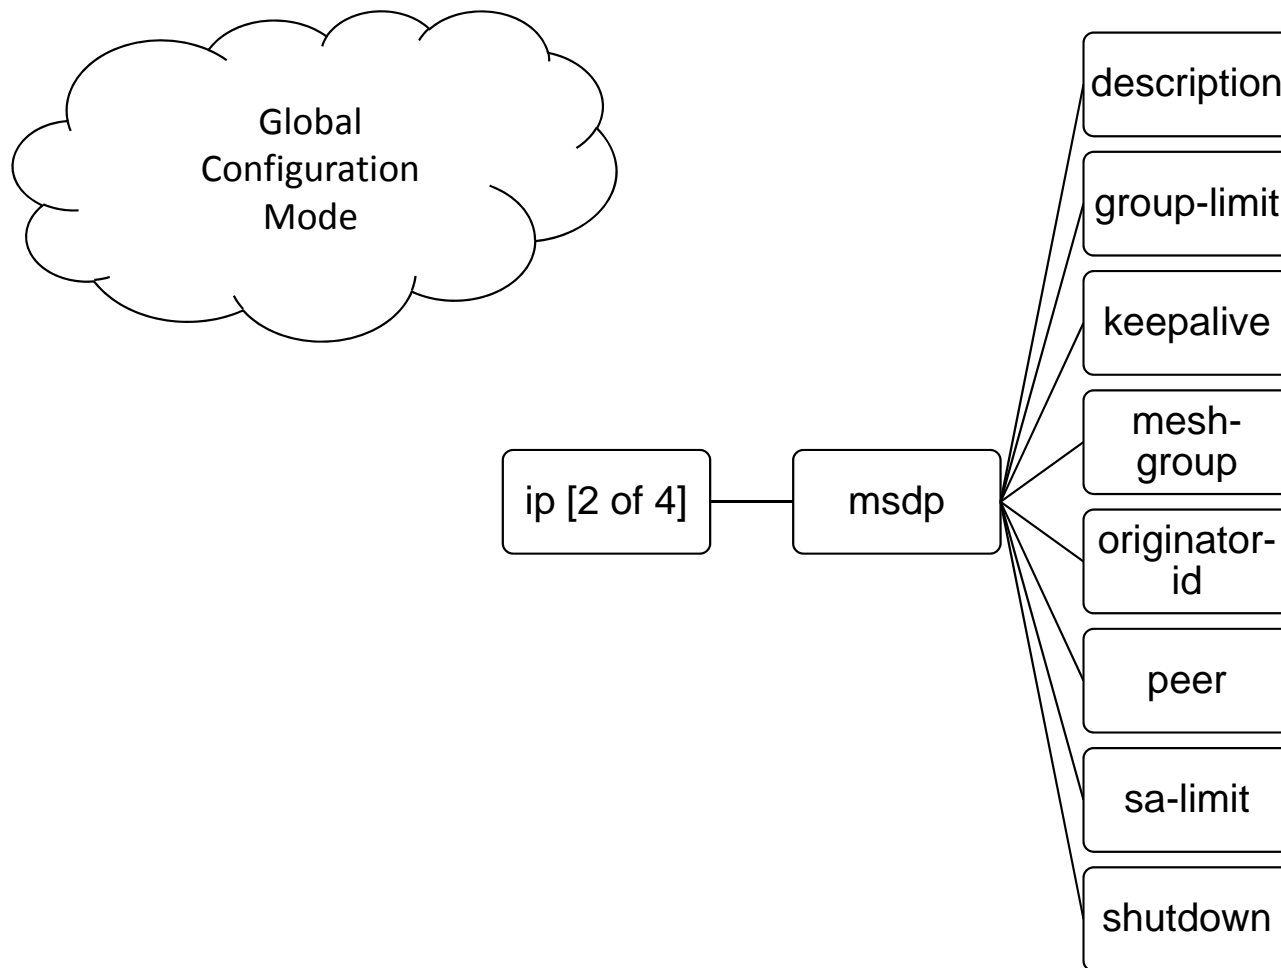 Global
Configuration
Mode
ip [2 of 4]
msdp
description
group-limit
keepalive
mesh-
group
originator-
id
peer
sa-limit
shutdown